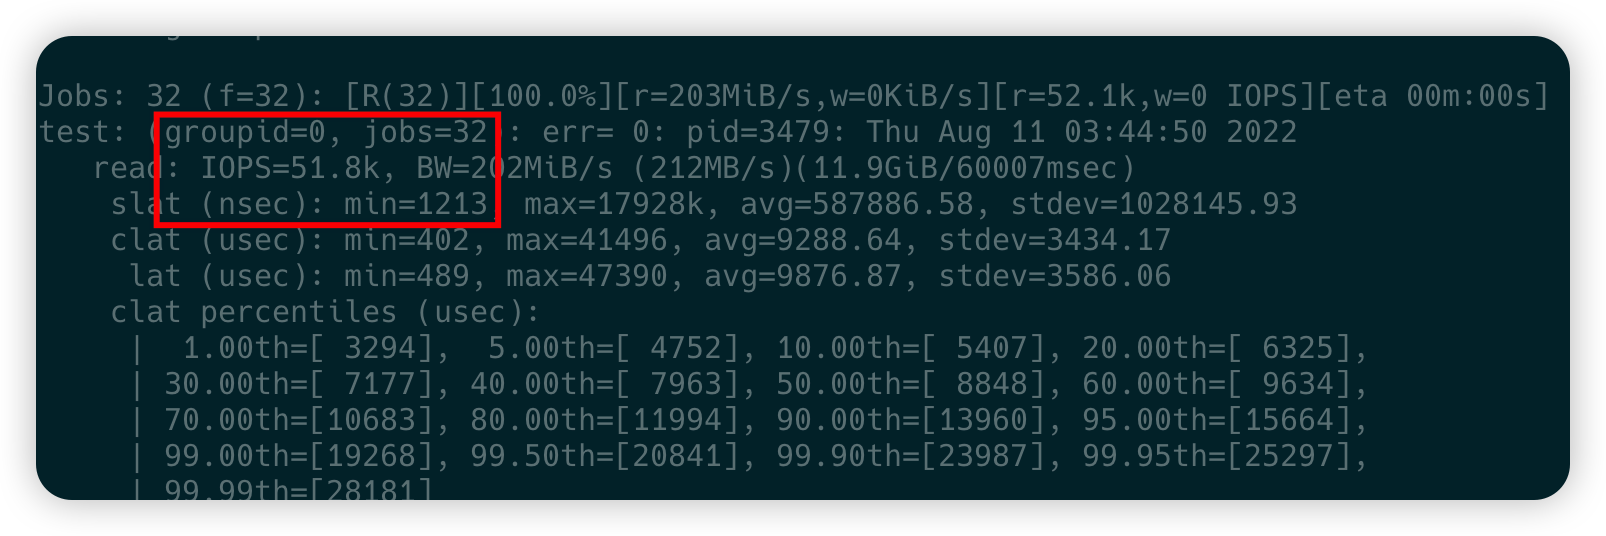 Jobs: 32 (f=32): [R(32)][100.0%][r=203MiB/s,w=0KiB/s][r=52.1k,w=0 IOPS][eta 00m:00s]
test: (groupid=0, jobs=32): err= 0: pid=3479: Thu Aug 11 03:44:50 2022
read: IOPS=51.8k, BW=202MiB/s (212MB/s)(11.9GiB/60007msec)
slat (nsec): min=1213, max=17928k, avg=587886.58, stdev=1028145.93
clat (usec): min=402, max=41496, avg=9288.64, stdev=3434.17
lat (usec): min=489, max=47390, avg=9876.87, stdev=3586.06
clat percentiles (usec):
| 1.00th=[ 3294], 5.00th=[ 4752], 10.00th=[ 5407], 20.00th=[ 6325],
| 30.00th=[ 7177], 40.00th=[ 7963], 50.00th=[ 8848], 60.00th=[ 9634],
| 70.00th=[10683], 80.00th=[11994], 90.00th=[13960], 95.00th=[15664],
| 99.00th=[19268], 99.50th=[20841], 99.90th=[23987], 99.95th=[25297],
| 99.99th=[28181]